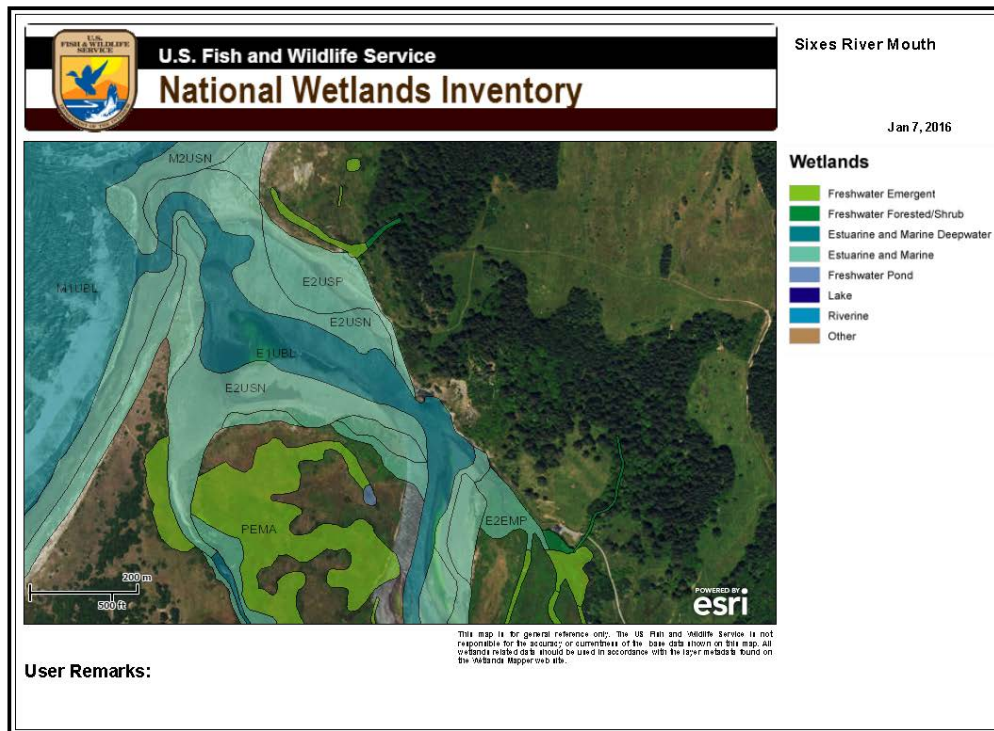 U.S.
FISH & WILDLIFE
SERVICE
U.S. Fish and Wildlife Service
National Wetlands Inventory
Sixes River Mouth
Jan 7, 2016
M2USN
M1UBL
E2USP
E2USN
E1UBL
E2USN
PEMA
E2EMP
200 m
500 ft
POWERED BY
esri
Wetlands
Freshwater Emergent
Freshwater Forested/Shrub
Estuarine and Marine Deepwater
Estuarine and Marine
Freshwater Pond
Lake
Riverine
Other
This map is for general reference only. The US Fish and Wildlife Service is not
responsible for the accuracy or currentness of the base data shown on this map. All
wetlands related data should be used in accordance with the layer metadata found on
the Wetlands Mapper web site.
User Remarks: